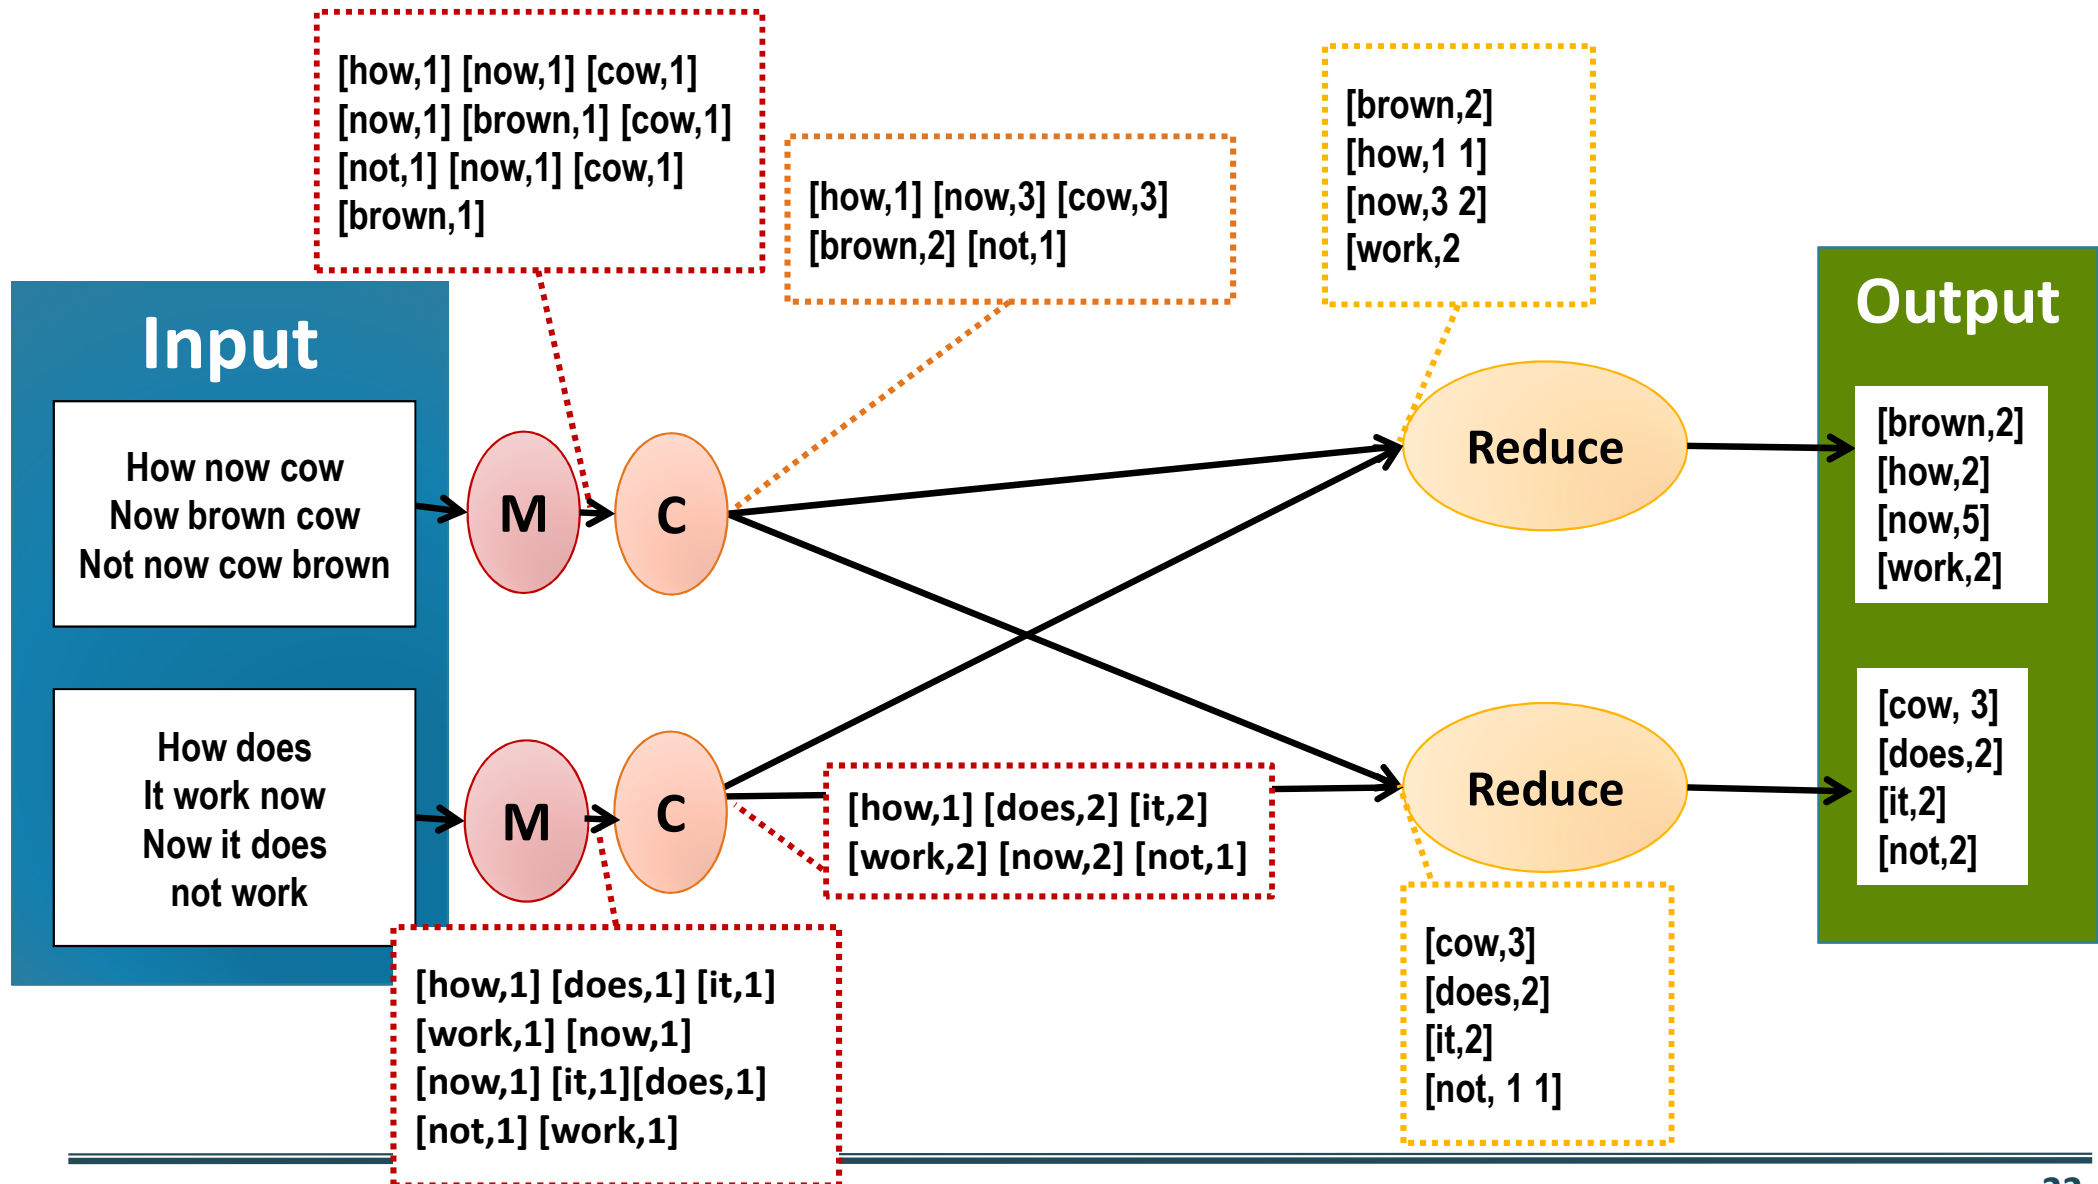 [how,1] [now,1] [cow,1]
[now,1] [brown,1] [cow,1]
[not,1] [now,1] [cow,1]
[brown,1]
[how,1] [now,3] [cow,3]
[brown,2] [not,1]
[brown,2]
[how,1 1]
[now,3 2]
[work,2
Input
How now cow
Now brown cow
Not now cow brown
How does
It work now
Now it does
not work
M
C
M
C
[how,1] [does,2] [it,2]
[work,2] [now,2] [not,1]
[how,1] [does,1] [it,1]
[work,1] [now,1]
[now,1] [it,1][does,1]
[not,1] [work,1]
Reduce
Reduce
[cow,3]
[does,2]
[it,2]
[not, 1 1]
Output
[brown,2]
[how,2]
[now,5]
[work,2]
[cow, 3]
[does,2]
[it,2]
[not,2]